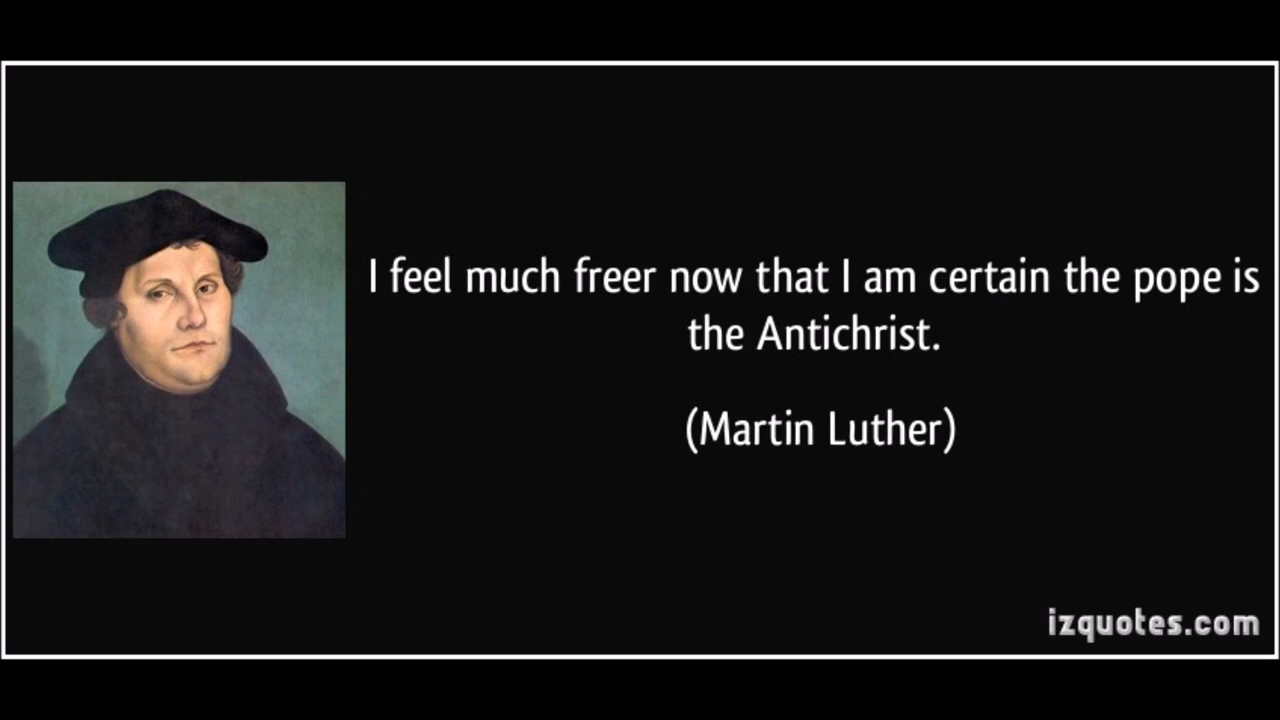 I feel much freer now that I am certain the pope is
the Antichrist.
(Martin Luther)
izquotes.com